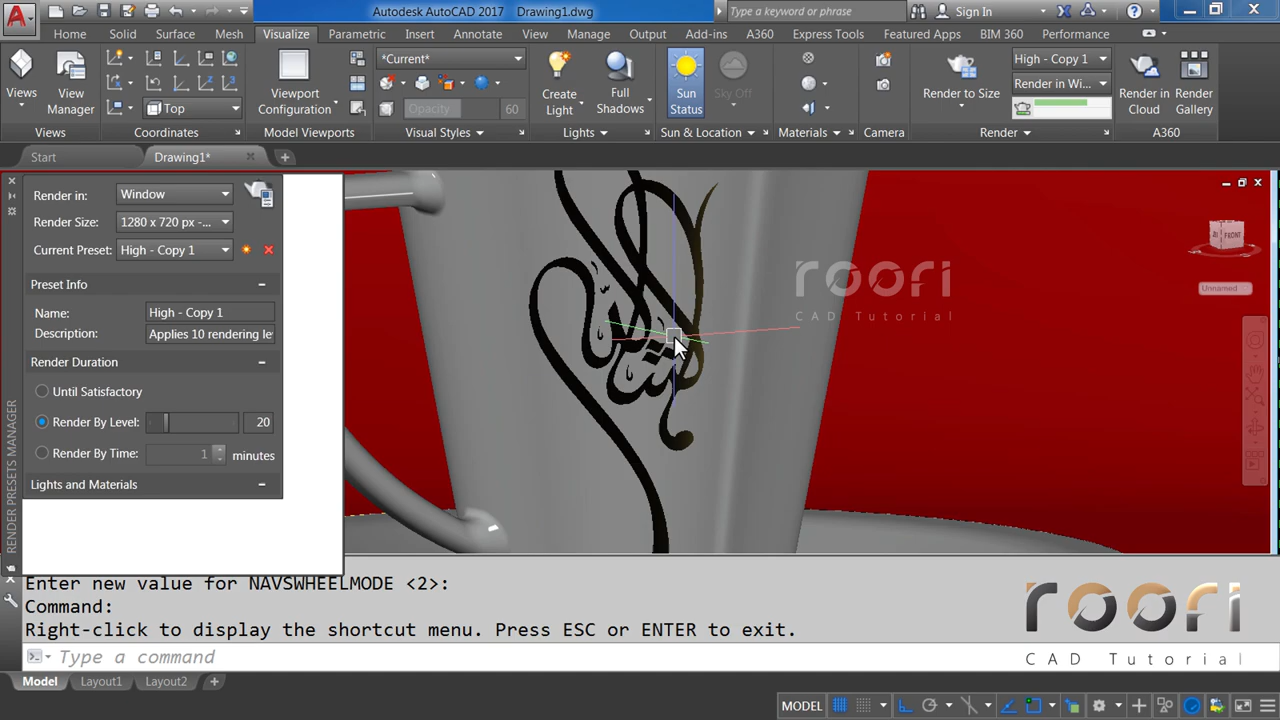 Autodesk AutoCAD 2017 Drawing1.dwg
Type a keyword or phrase
Sign In
Home Solid Surface Mesh Visualize Parametric Insert Annotate View Manage Output Add-ins A360 Express Tools Featured Apps BIM 360 Performance
Views
View Manager
Top
Viewport Configuration
*Current*
Opacity 60
Create Light
Full Shadows
Sun Status
Sky Off
Render to Size
High - Copy 1
Render in Wi...
Render in Cloud
Render Gallery
Views Coordinates Model Viewports Visual Styles Lights Sun & Location Materials Camera Render A360
Start Drawing1*
RENDER PRESETS MANAGER
Render in: Window
Render Size: 1280 x 720 px -...
Current Preset: High - Copy 1
Preset Info
Name: High - Copy 1
Description: Applies 10 rendering le
Render Duration
Until Satisfactory
Render By Level: 20
Render By Time: 1 minutes
Lights and Materials
roofi
CAD Tutorial
FRONT
Unnamed
Enter new value for NAVSWHEELMODE <2>:
Command:
Right-click to display the shortcut menu. Press ESC or ENTER to exit.
Type a command
roofi
CAD Tutorial
Model Layout1 Layout2
MODEL